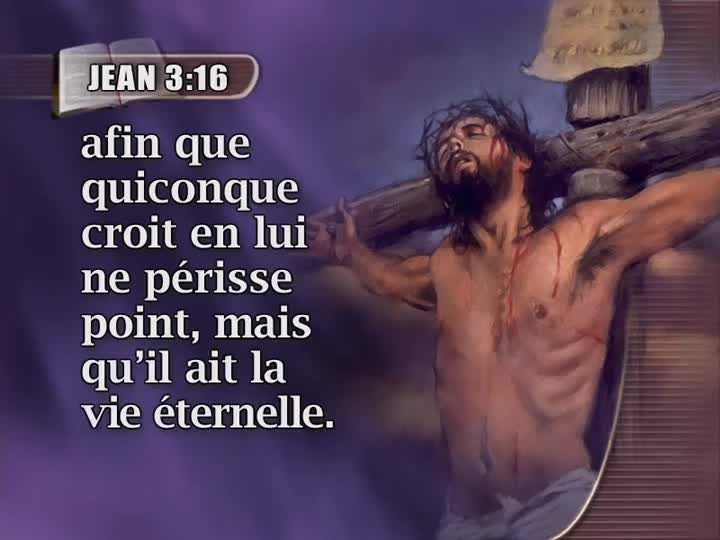 JEAN 3:16
afin que
quiconque
croit en lui
ne périsse
point, mais
qu’il ait la
vie éternelle.